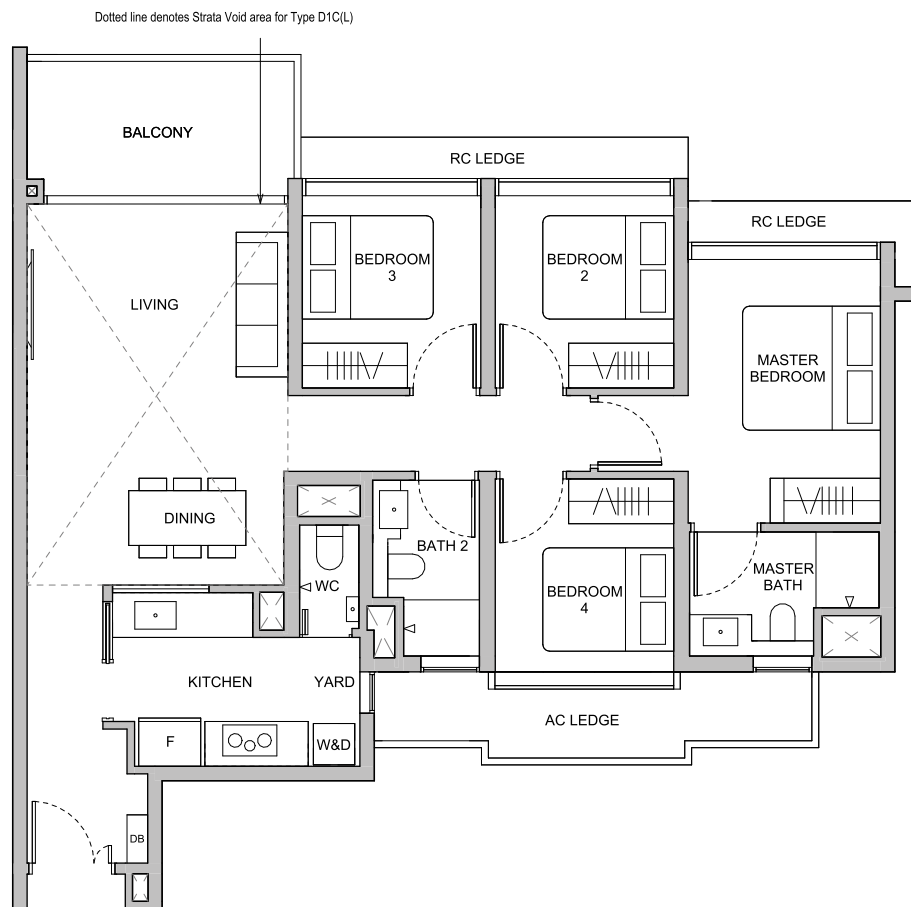 Dotted line denotes Strata Void area for Type D1C(L)
BALCONY
RC LEDGE
RC LEDGE
BEDROOM
3
BEDROOM
2
LIVING
MASTER
BEDROOM
DINING
BATH 2
WC
BEDROOM
4
MASTER
BATH
KITCHEN
YARD
AC LEDGE
F
W&D
DB